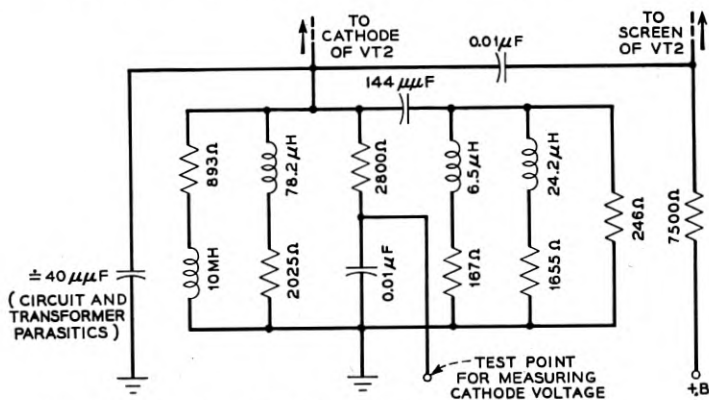 TO
CATHODE
OF VT2
TO
SCREEN
OF VT2
0.01μF
144 μμF
893Ω
78.2μH
2800Ω
6.5μH
24.2μH
246Ω
7500Ω
10MH
2025Ω
0.01μF
167Ω
1655Ω
≐ 40μμF
(CIRCUIT AND
TRANSFORMER
PARASITICS)
TEST POINT
FOR MEASURING
CATHODE VOLTAGE
+B